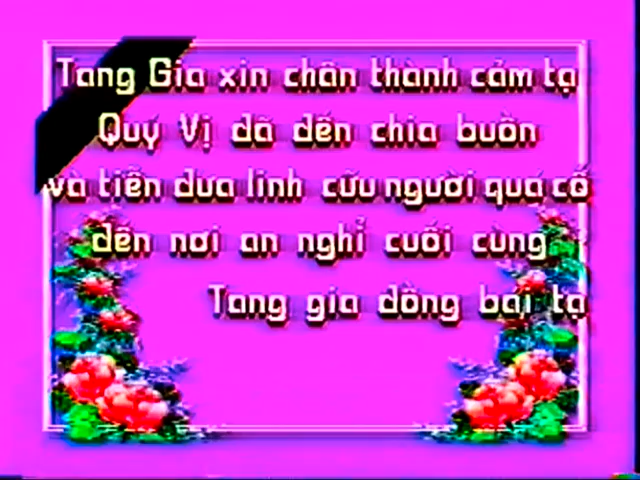 Tang Gia xin chân thành cảm tạ
Quý Vị đã đến chia buồn
và tiễn đưa linh cữu người quá cố
đến nơi an nghỉ cuối cùng
Tang gia đồng bái tạ